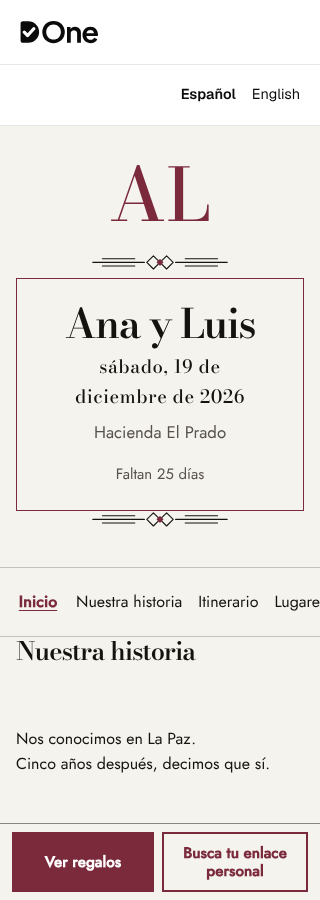 DOne
Español English
AL
Ana y Luis
sábado, 19 de
diciembre de 2026
Hacienda El Prado
Faltan 25 días
Inicio Nuestra historia Itinerario Lugare
Nuestra historia
Nos conocimos en La Paz.
Cinco años después, decimos que sí.
Ver regalos
Busca tu enlace
personal